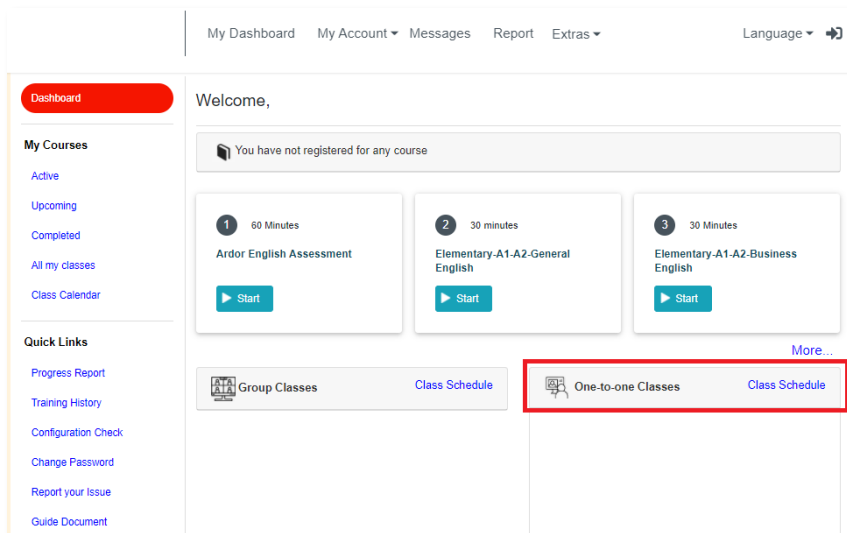 My Dashboard My Account Messages Report Extras Language
Dashboard
My Courses
Active
Upcoming
Completed
All my classes
Class Calendar
Quick Links
Progress Report
Training History
Configuration Check
Change Password
Report your Issue
Guide Document
Welcome,
You have not registered for any course
1 60 Minutes
Ardor English Assessment
Start
2 30 minutes
Elementary-A1-A2-General
English
Start
3 30 Minutes
Elementary-A1-A2-Business
English
Start
More...
Group Classes Class Schedule
One-to-one Classes Class Schedule